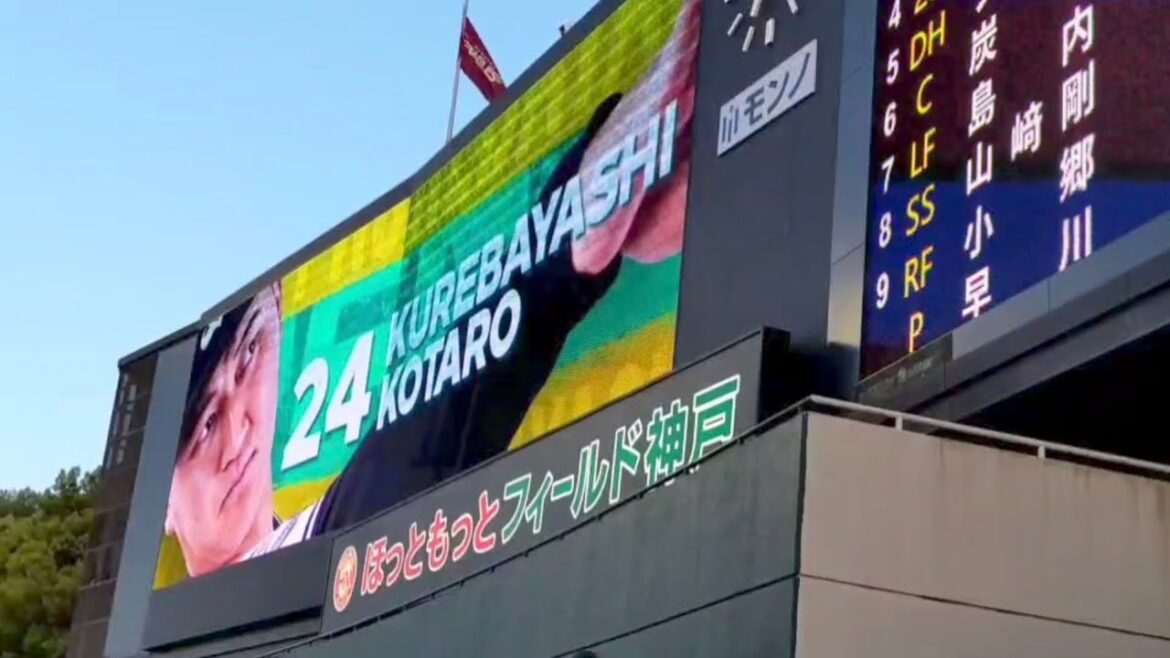 24
KUREBAYASHI
KOTARO
モンノ
ほっともっとフィールド神戸
4
5 DH 炭 内
6 C 島 﨑 剛
7 LF 山 郷
8 SS 小 川
9 RF 早
P